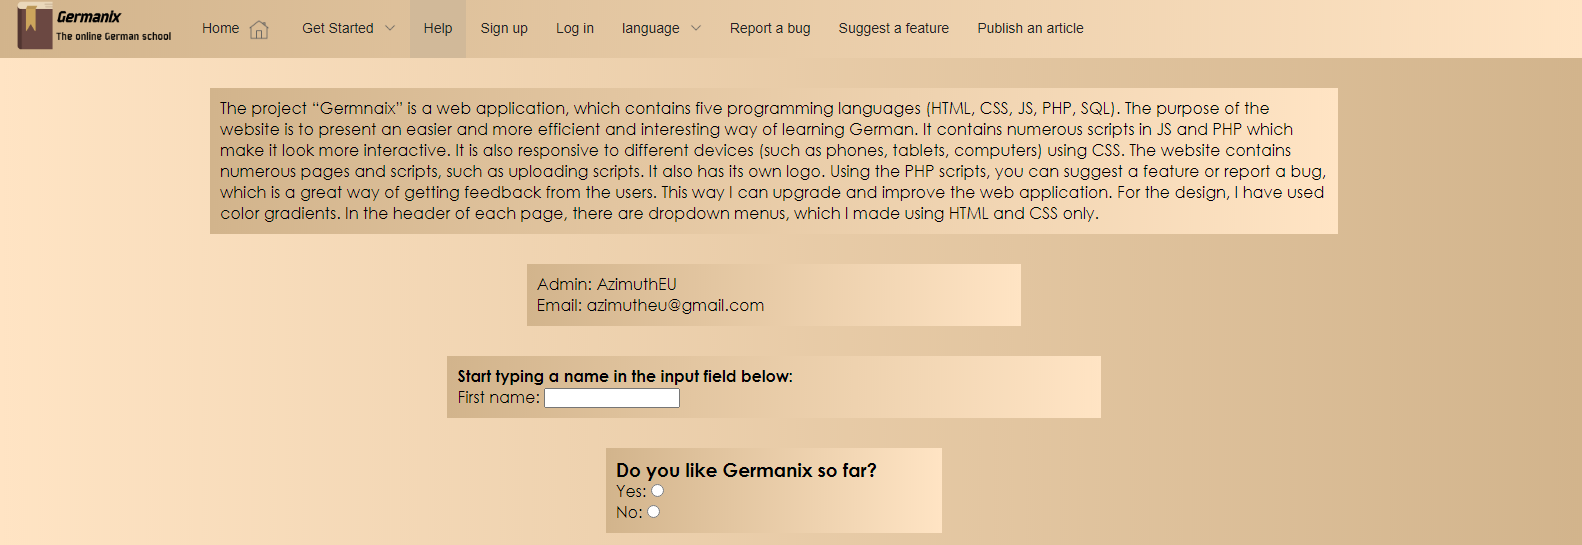 Germanix
The online German school
Home
Get Started
Help
Sign up
Log in
language
Report a bug
Suggest a feature
Publish an article
The project “Germnaix” is a web application, which contains five programming languages (HTML, CSS, JS, PHP, SQL). The purpose of the
website is to present an easier and more efficient and interesting way of learning German. It contains numerous scripts in JS and PHP which
make it look more interactive. It is also responsive to different devices (such as phones, tablets, computers) using CSS. The website contains
numerous pages and scripts, such as uploading scripts. It also has its own logo. Using the PHP scripts, you can suggest a feature or report a bug,
which is a great way of getting feedback from the users. This way I can upgrade and improve the web application. For the design, I have used
color gradients. In the header of each page, there are dropdown menus, which I made using HTML and CSS only.
Admin: AzimuthEU
Email: azimutheu@gmail.com
Start typing a name in the input field below:
First name:
Do you like Germanix so far?
Yes:
No: